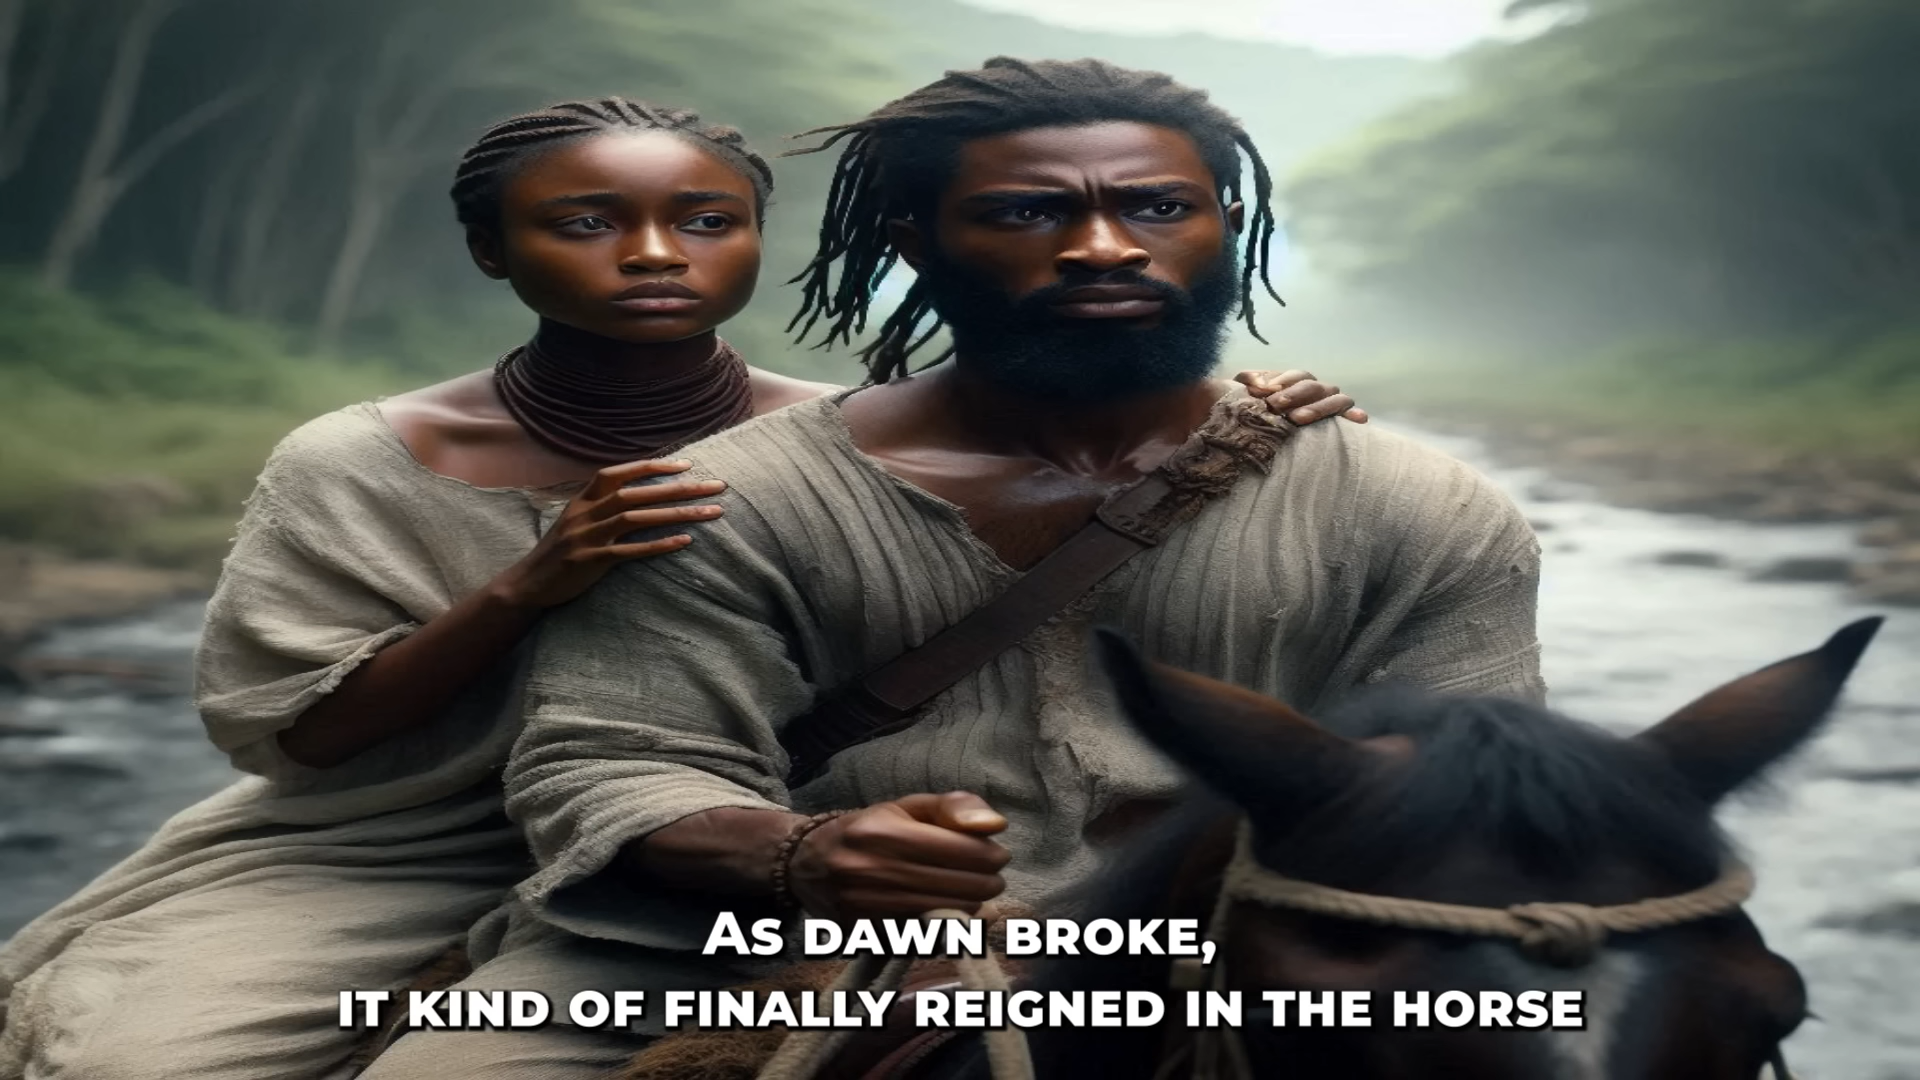 As dawn broke,
it kind of finally reigned in the horse